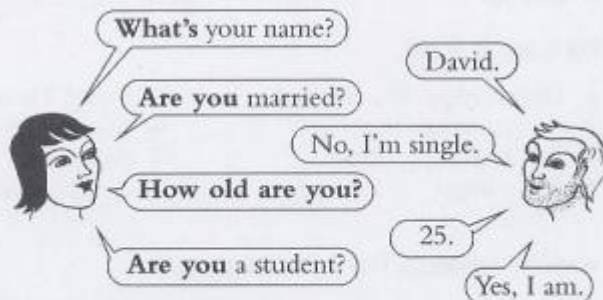 What's your name?
David.
Are you married?
No, I'm single.
How old are you?
25.
Are you a student?
Yes, I am.